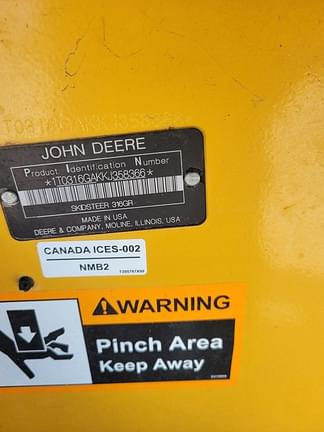 JOHN DEERE
Product Identification Number
*1T0316GAKKJ358366*
SKIDSTEER 316GR
MADE IN USA
DEERE & COMPANY, MOLINE, ILLINOIS, USA
CANADA ICES-002
NMB2
WARNING
Pinch Area
Keep Away